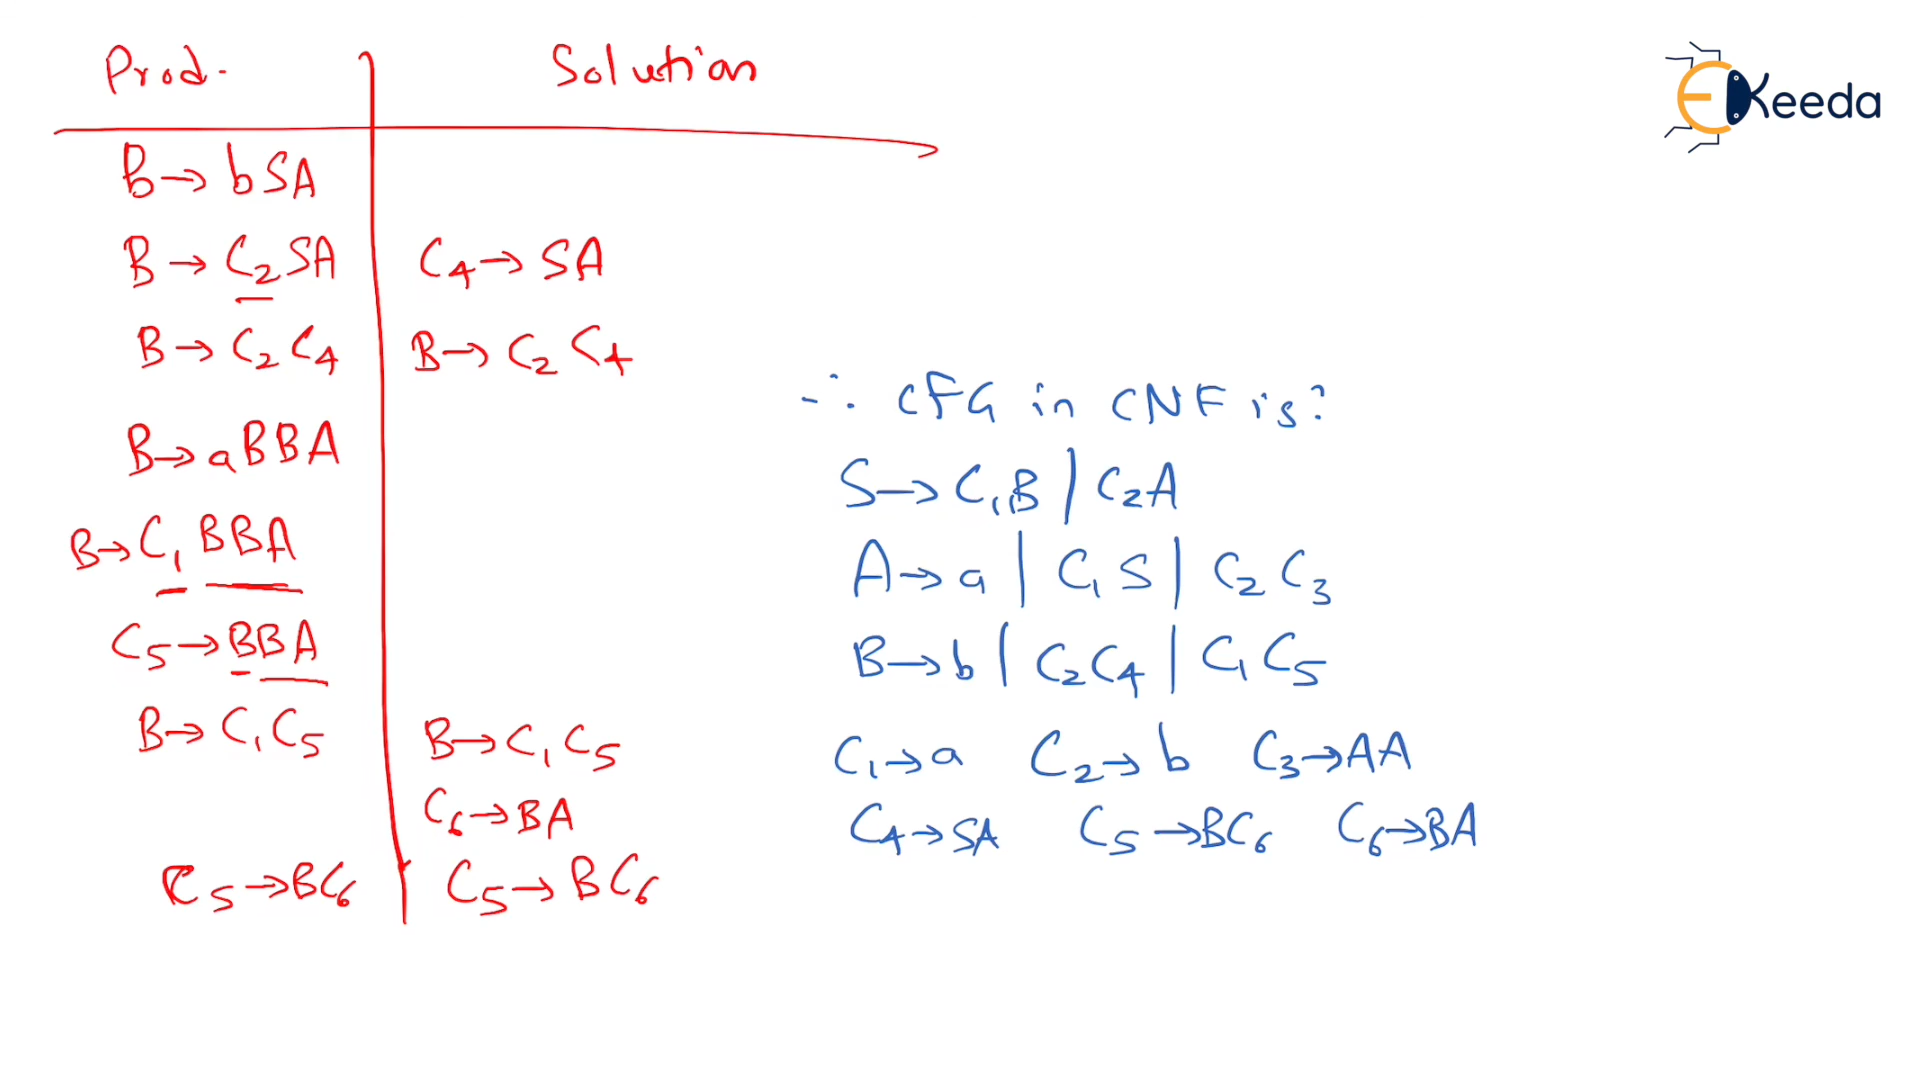 Prod. Solution
B→bSA
B→C₂SA C₄→SA
B→C₂C₄ B→C₂C₄
B→aBBA
B→C₁BBA
C₅→BBA
B→C₁C₅ B→C₁C₅
C₆→BA
C₅→BC₆ C₅→BC₆
∴ CFG in CNF is:
S→C₁B | C₂A
A→a | C₁S | C₂C₃
B→b | C₂C₄ | C₁C₅
C₁→a C₂→b C₃→AA
C₄→SA C₅→BC₆ C₆→BA
EKeeda